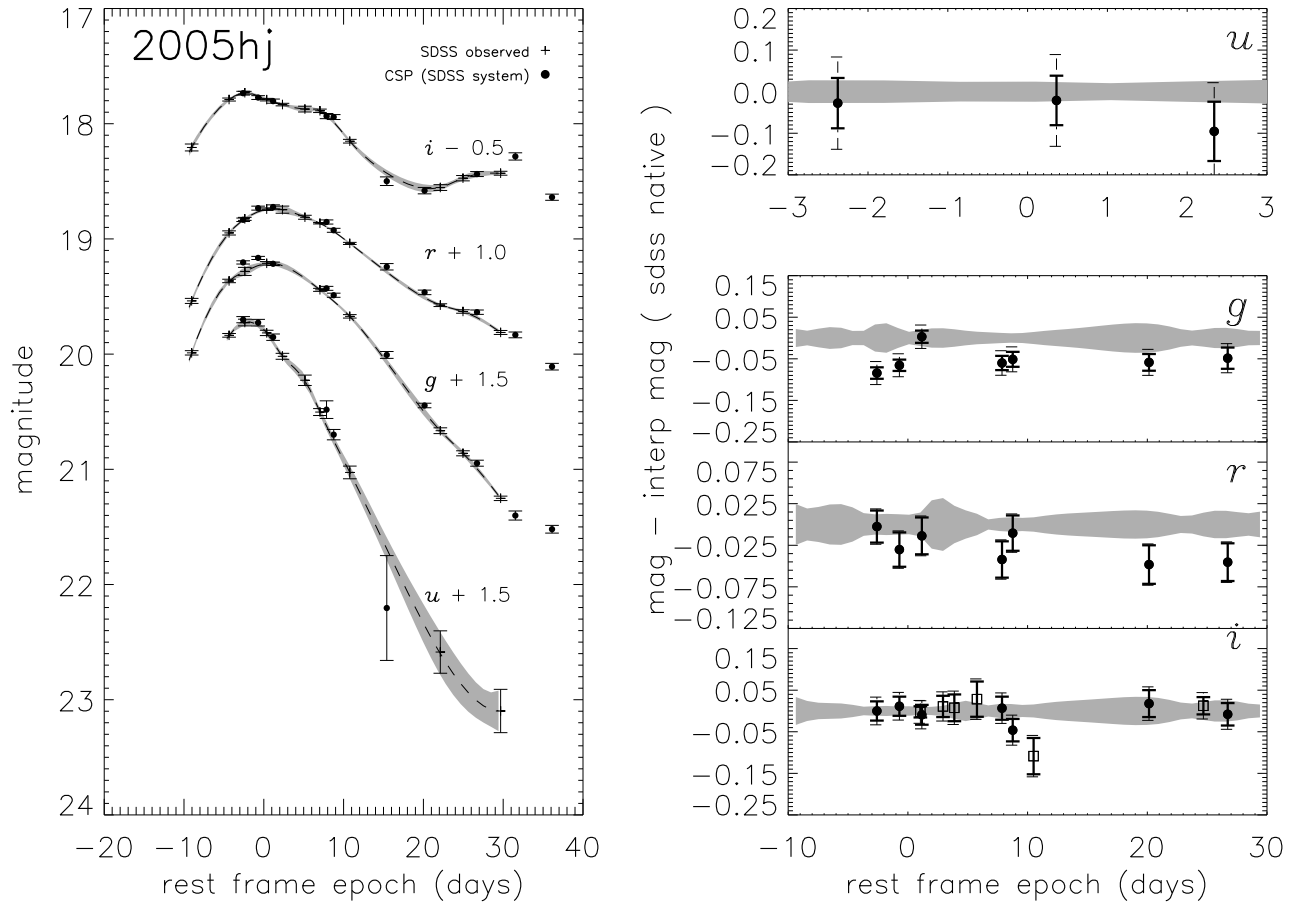 2005hj
SDSS observed +
CSP (SDSS system) ●
i − 0.5
r + 1.0
g + 1.5
u + 1.5
17
18
19
20
21
22
23
24
magnitude
−20 −10 0 10 20 30 40
rest frame epoch (days)
mag − interp mag ( sdss native )
u
0.2
0.1
0.0
−0.1
−0.2
−3 −2 −1 0 1 2 3
g
0.15
0.05
−0.05
−0.15
−0.25
r
0.075
0.025
−0.025
−0.075
−0.125
i
0.15
0.05
−0.05
−0.15
−0.25
−10 0 10 20 30
rest frame epoch (days)